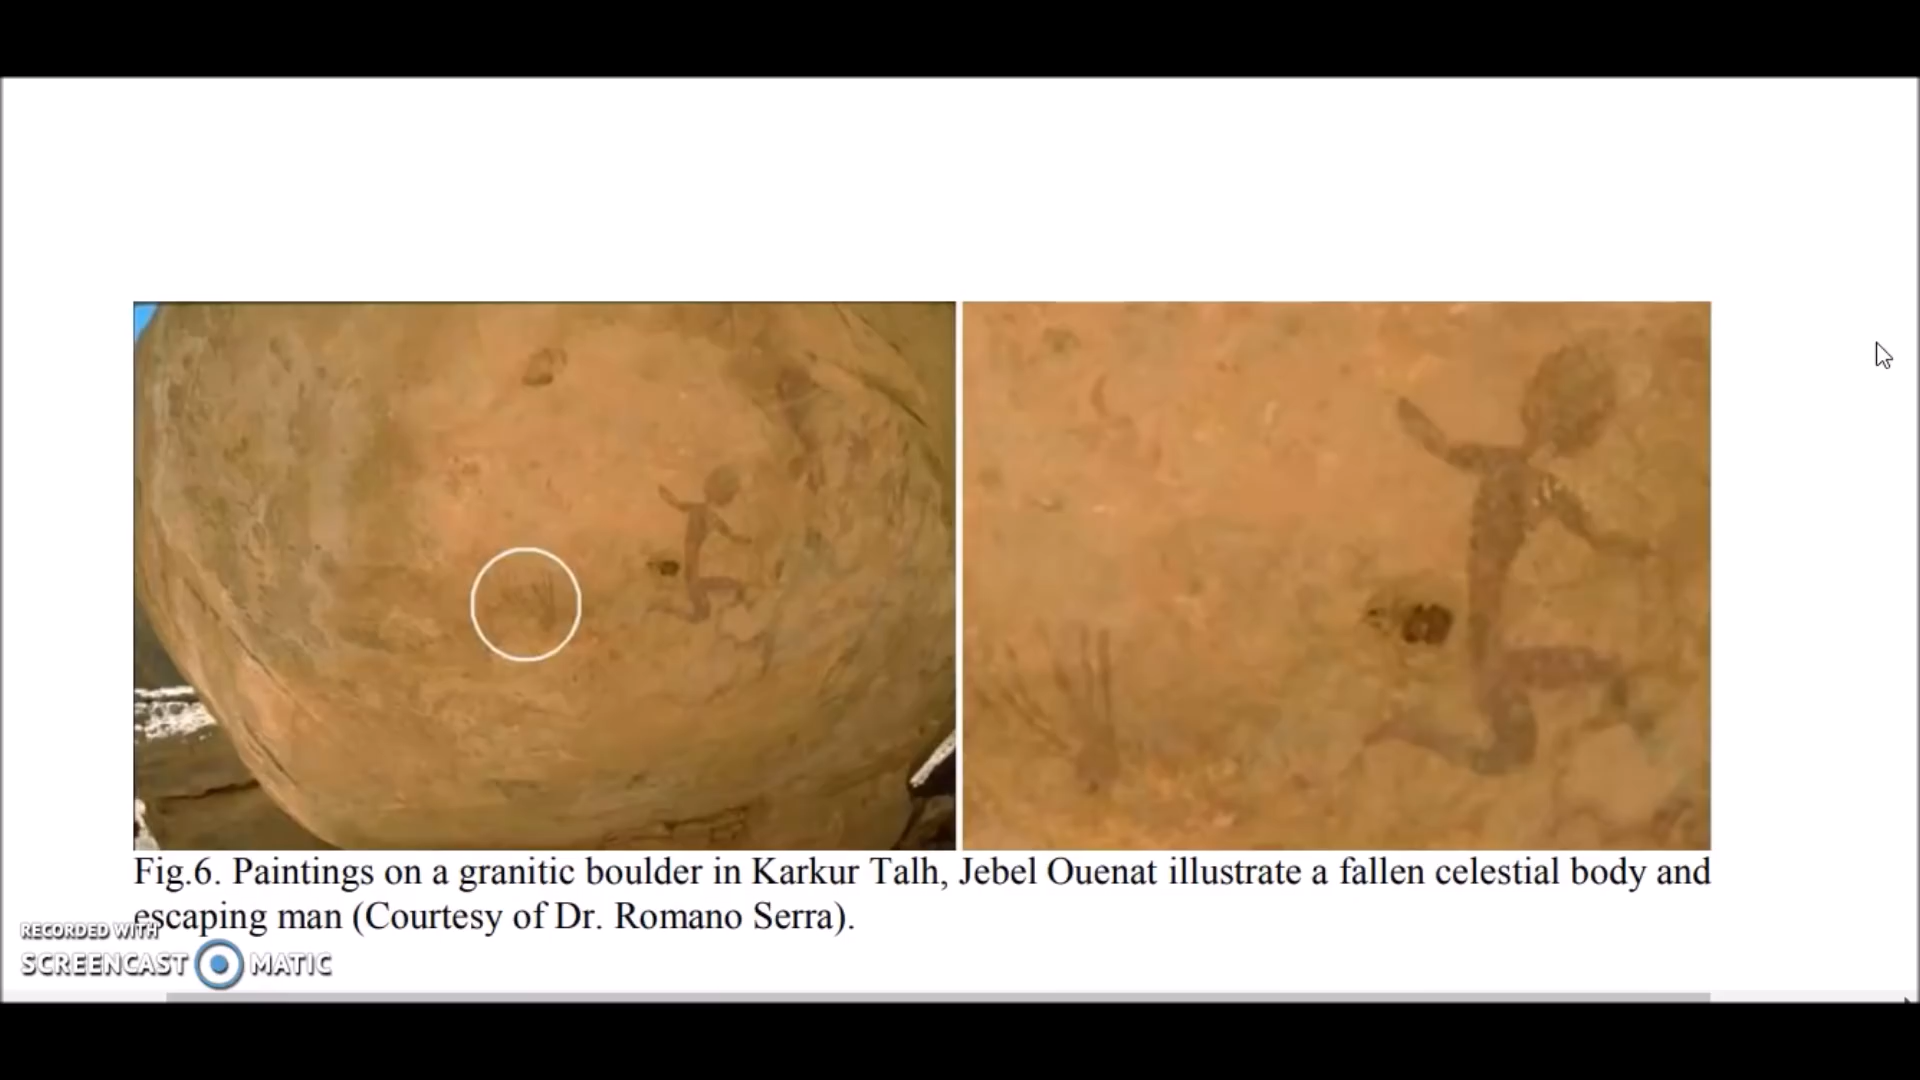 Fig.6. Paintings on a granitic boulder in Karkur Talh, Jebel Ouenat illustrate a fallen celestial body and
escaping man (Courtesy of Dr. Romano Serra).
RECORDED WITH
SCREENCAST MATIC